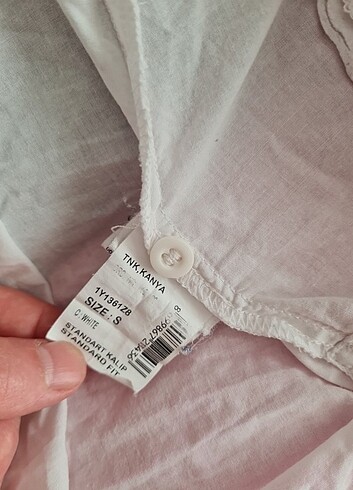 TNK,KANYA
1Y136128
SIZE: S
C: WHITE
STANDART KALIP
STANDARD FIT